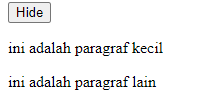 Hide
ini adalah paragraf kecil
ini adalah paragraf lain